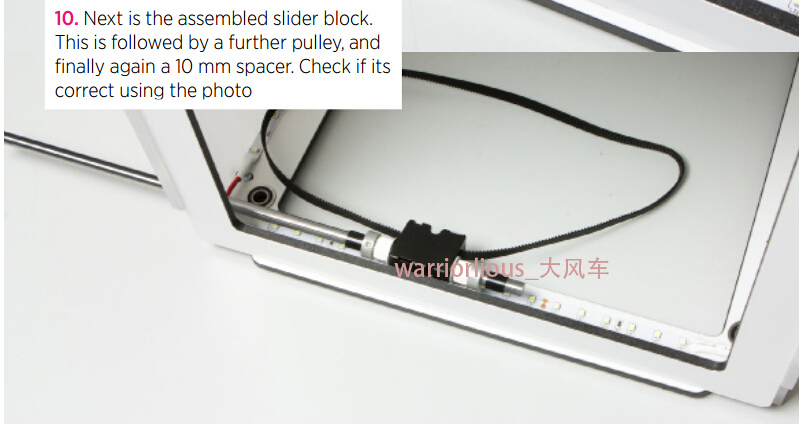 10. Next is the assembled slider block.
This is followed by a further pulley, and
finally again a 10 mm spacer. Check if its
correct using the photo
warriorlious_大风车